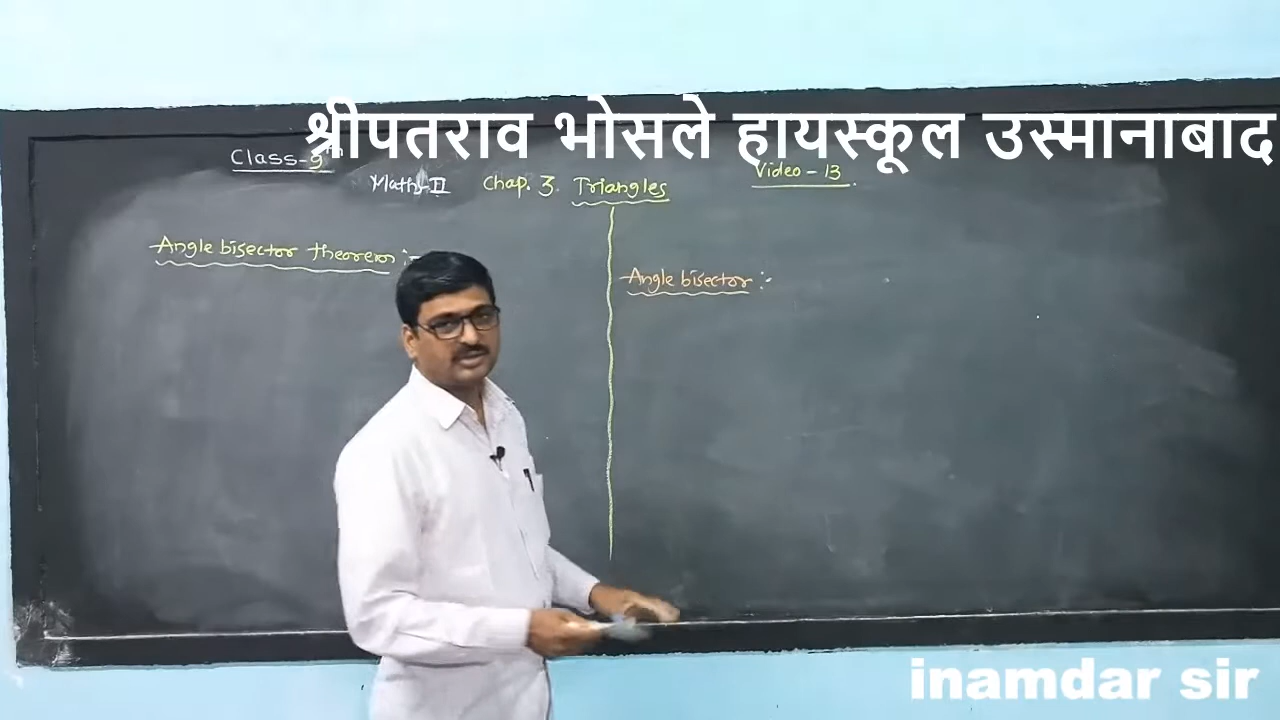 श्रीपतराव भोसले हायस्कूल उस्मानाबाद
Class-9th
Maths-II Chap. 3 Triangles
Video - 13.
Angle bisector theorem :-
Angle bisector :-
inamdar sir